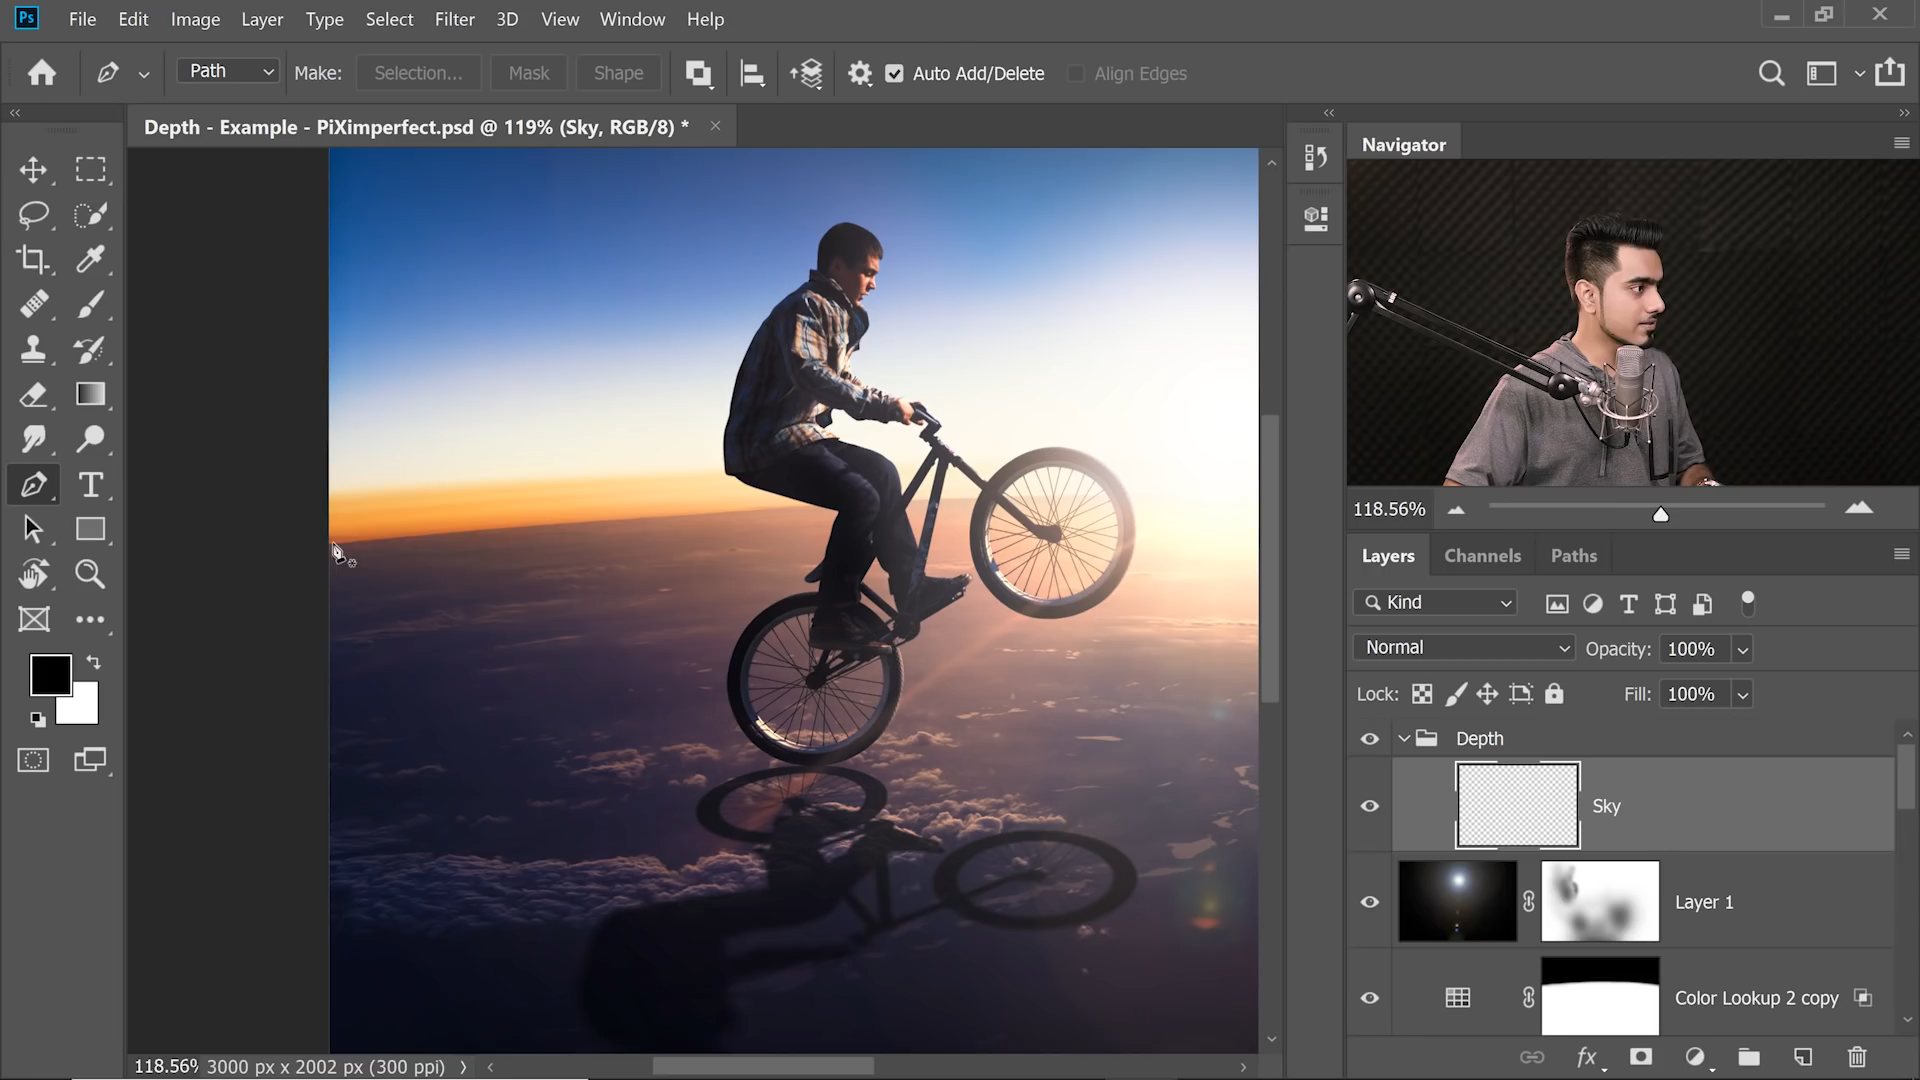 Ps File Edit Image Layer Type Select Filter 3D View Window Help
Path Make: Selection... Mask Shape Auto Add/Delete Align Edges
Depth - Example - PiXimperfect.psd @ 119% (Sky, RGB/8) *
Navigator
118.56%
Layers Channels Paths
Kind
Normal Opacity: 100%
Lock: Fill: 100%
Depth
Sky
Layer 1
Color Lookup 2 copy
fx
118.56% 3000 px x 2002 px (300 ppi)